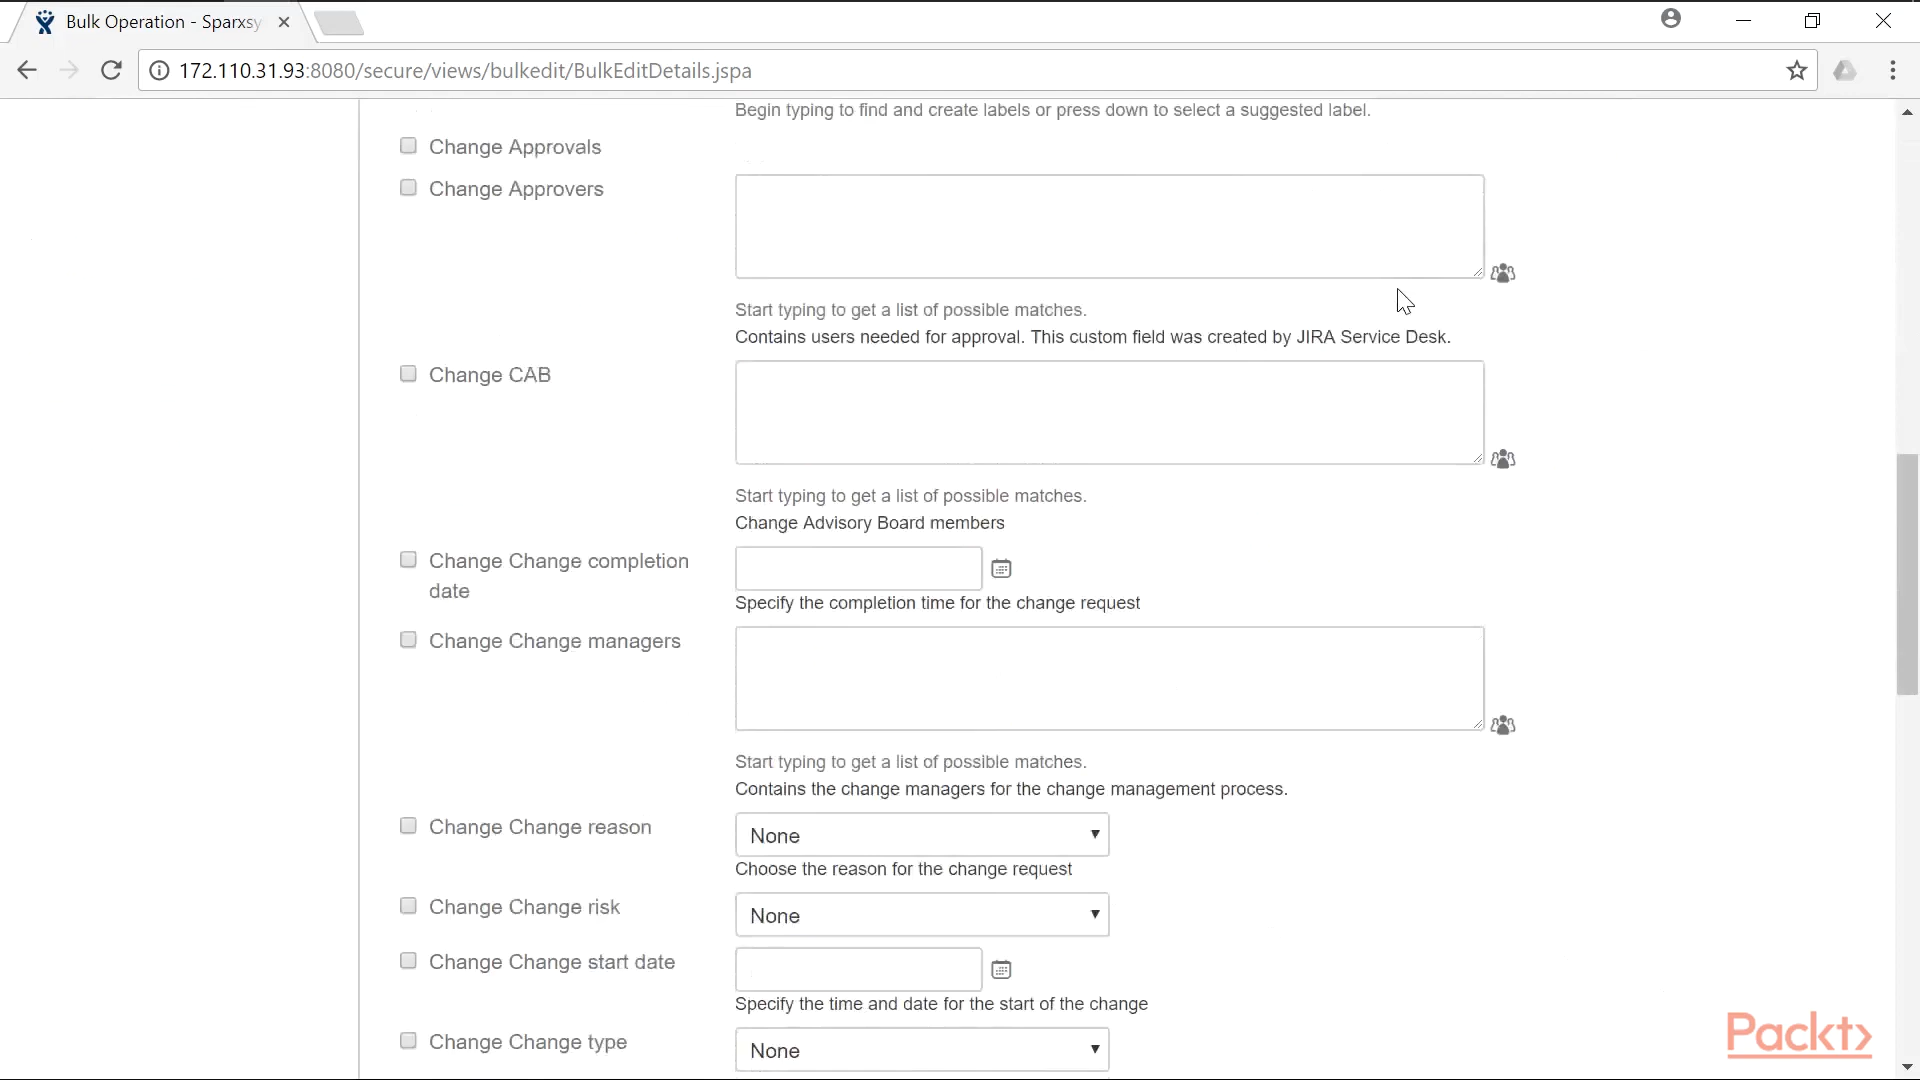 Bulk Operation - Sparxsy
172.110.31.93:8080/secure/views/bulkedit/BulkEditDetails.jspa
Begin typing to find and create labels or press down to select a suggested label.
Change Approvals
Change Approvers
Start typing to get a list of possible matches.
Contains users needed for approval. This custom field was created by JIRA Service Desk.
Change CAB
Start typing to get a list of possible matches.
Change Advisory Board members
Change Change completion
date
Specify the completion time for the change request
Change Change managers
Start typing to get a list of possible matches.
Contains the change managers for the change management process.
Change Change reason
None
Choose the reason for the change request
Change Change risk
None
Change Change start date
Specify the time and date for the start of the change
Change Change type
None
Packt>